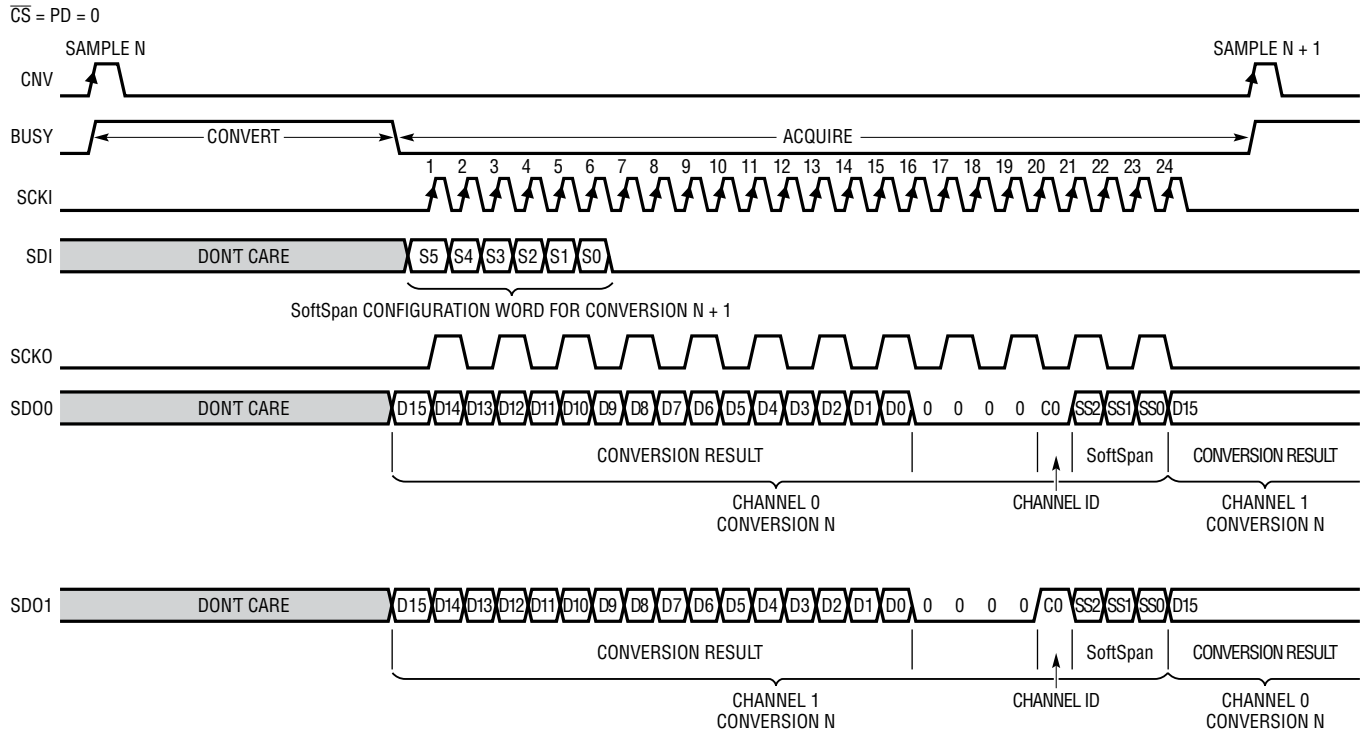 CS = PD = 0
SAMPLE N SAMPLE N + 1
CNV
BUSY CONVERT ACQUIRE
1 2 3 4 5 6 7 8 9 10 11 12 13 14 15 16 17 18 19 20 21 22 23 24
SCKI
SDI DON'T CARE S5 S4 S3 S2 S1 S0
SoftSpan CONFIGURATION WORD FOR CONVERSION N + 1
SCKO
SDO0 DON'T CARE D15 D14 D13 D12 D11 D10 D9 D8 D7 D6 D5 D4 D3 D2 D1 D0 0 0 0 0 C0 SS2 SS1 SS0 D15
CONVERSION RESULT SoftSpan CONVERSION RESULT
CHANNEL 0 CHANNEL ID CHANNEL 1
CONVERSION N CONVERSION N
SDO1 DON'T CARE D15 D14 D13 D12 D11 D10 D9 D8 D7 D6 D5 D4 D3 D2 D1 D0 0 0 0 0 C0 SS2 SS1 SS0 D15
CONVERSION RESULT SoftSpan CONVERSION RESULT
CHANNEL 1 CHANNEL ID CHANNEL 0
CONVERSION N CONVERSION N